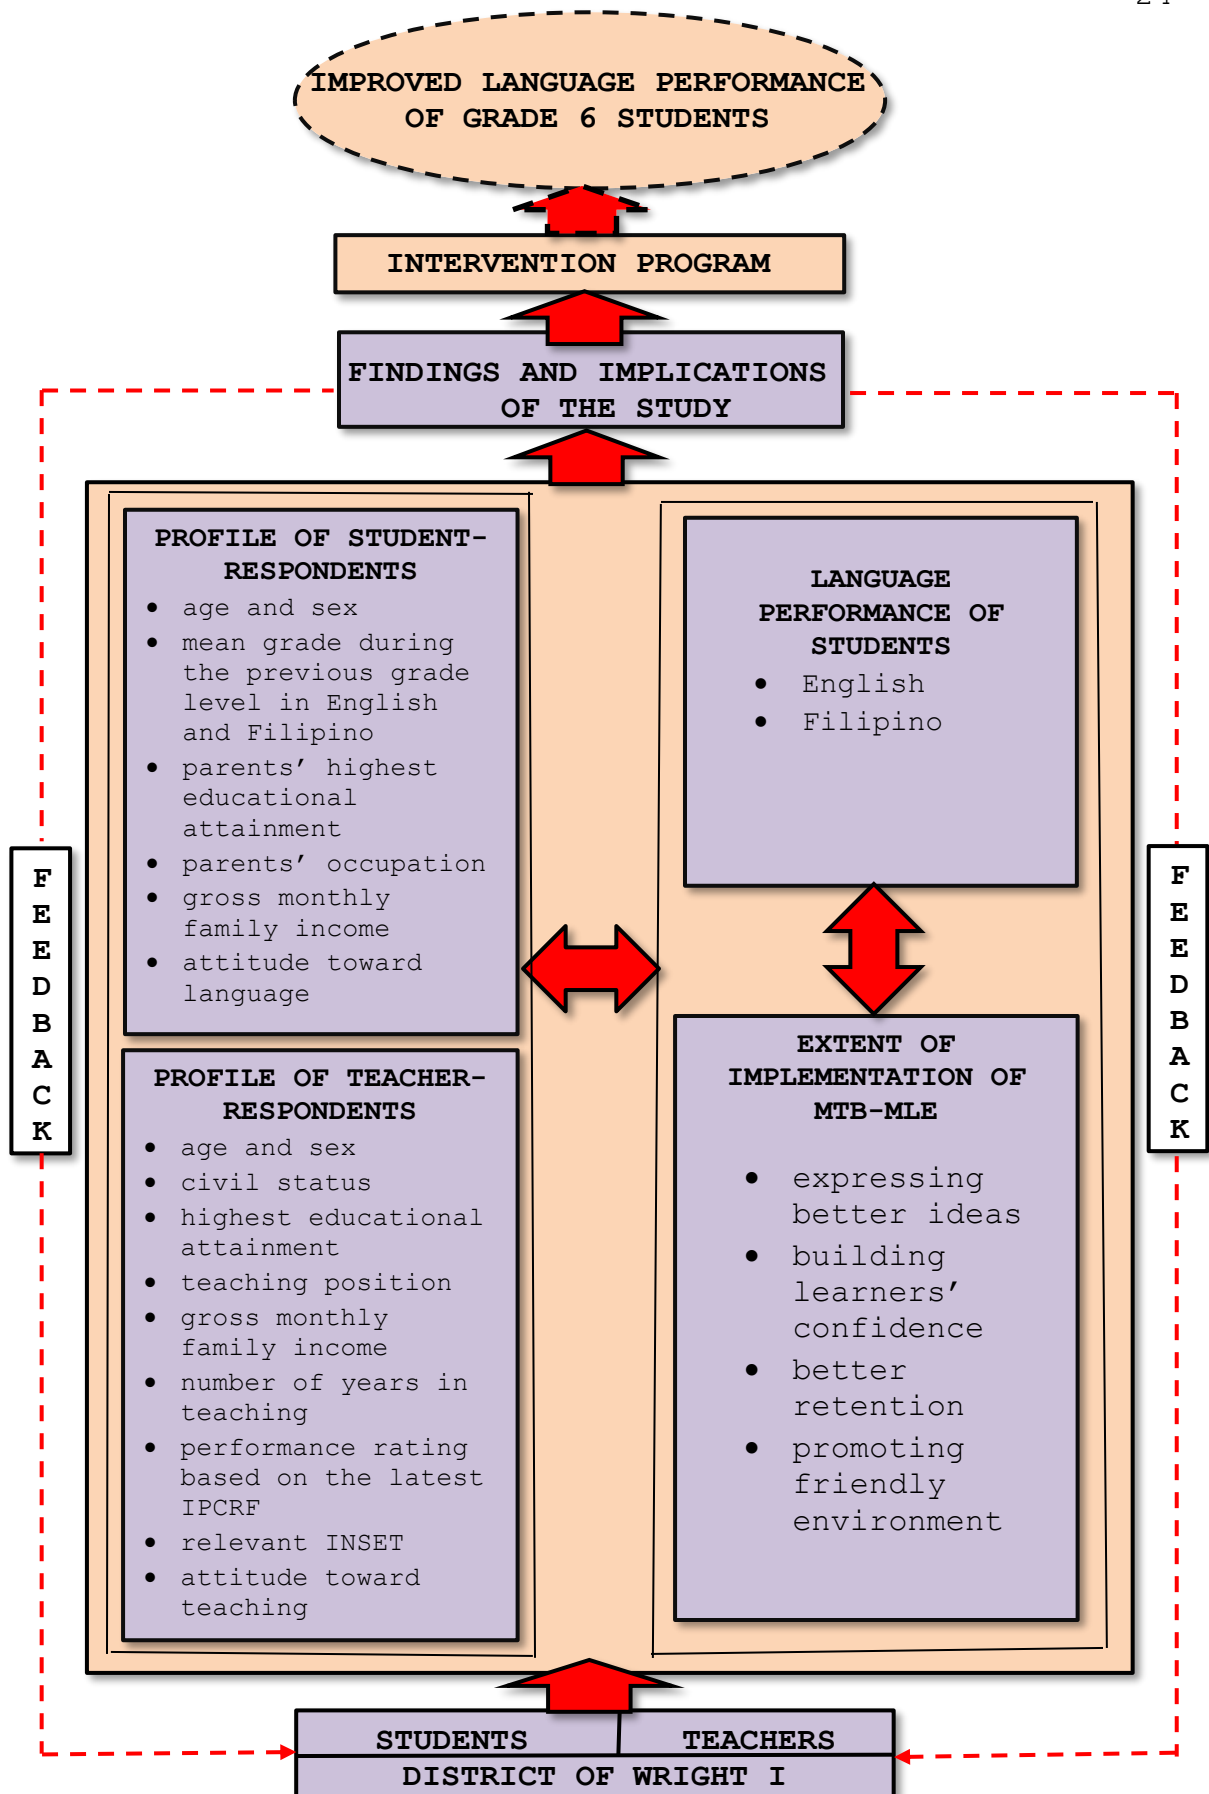 IMPROVED LANGUAGE PERFORMANCE
OF GRADE 6 STUDENTS
INTERVENTION PROGRAM
FINDINGS AND IMPLICATIONS
OF THE STUDY
PROFILE OF STUDENT-
RESPONDENTS
• age and sex
• mean grade during
the previous grade
level in English
and Filipino
• parents’ highest
educational
attainment
• parents’ occupation
• gross monthly
family income
• attitude toward
language
PROFILE OF TEACHER-
RESPONDENTS
• age and sex
• civil status
• highest educational
attainment
• teaching position
• gross monthly
family income
• number of years in
teaching
• performance rating
based on the latest
IPCRF
• relevant INSET
• attitude toward
teaching
LANGUAGE
PERFORMANCE OF
STUDENTS
• English
• Filipino
EXTENT OF
IMPLEMENTATION OF
MTB-MLE
• expressing
better ideas
• building
learners’
confidence
• better
retention
• promoting
friendly
environment
F
E
E
D
B
A
C
K
F
E
E
D
B
A
C
K
STUDENTS
TEACHERS
DISTRICT OF WRIGHT I